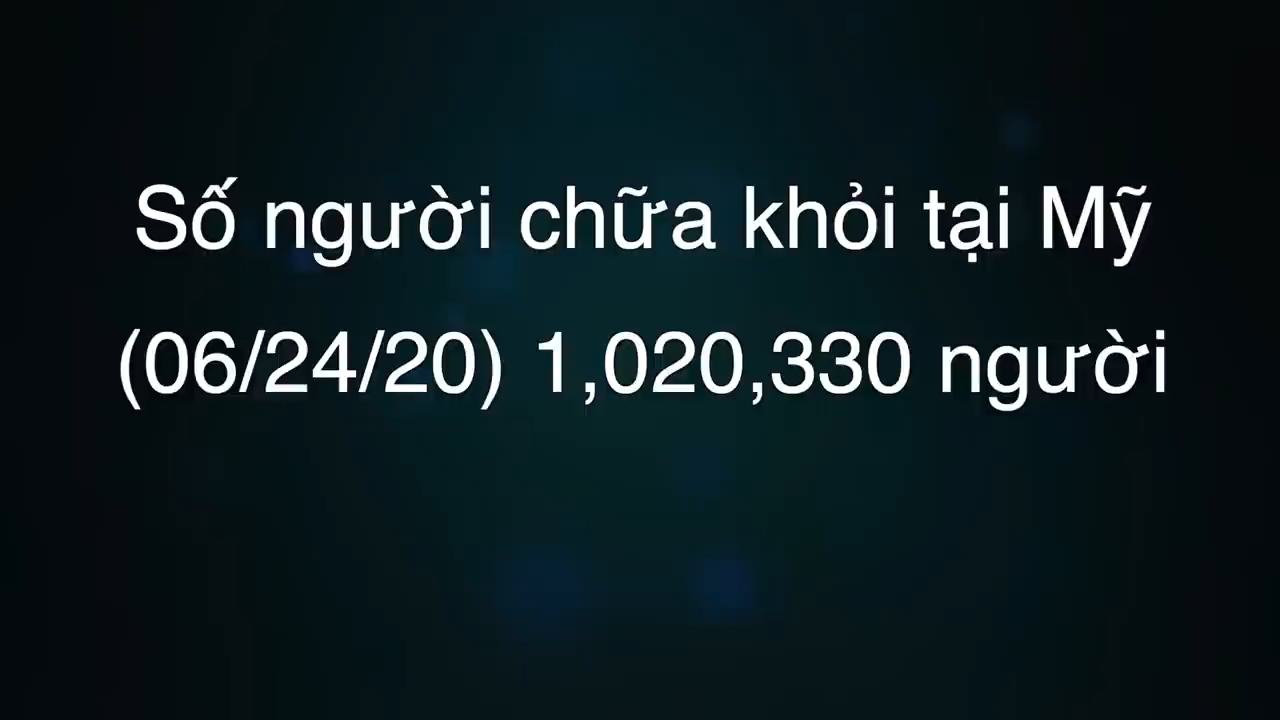 Số người chữa khỏi tại Mỹ
(06/24/20) 1,020,330 người